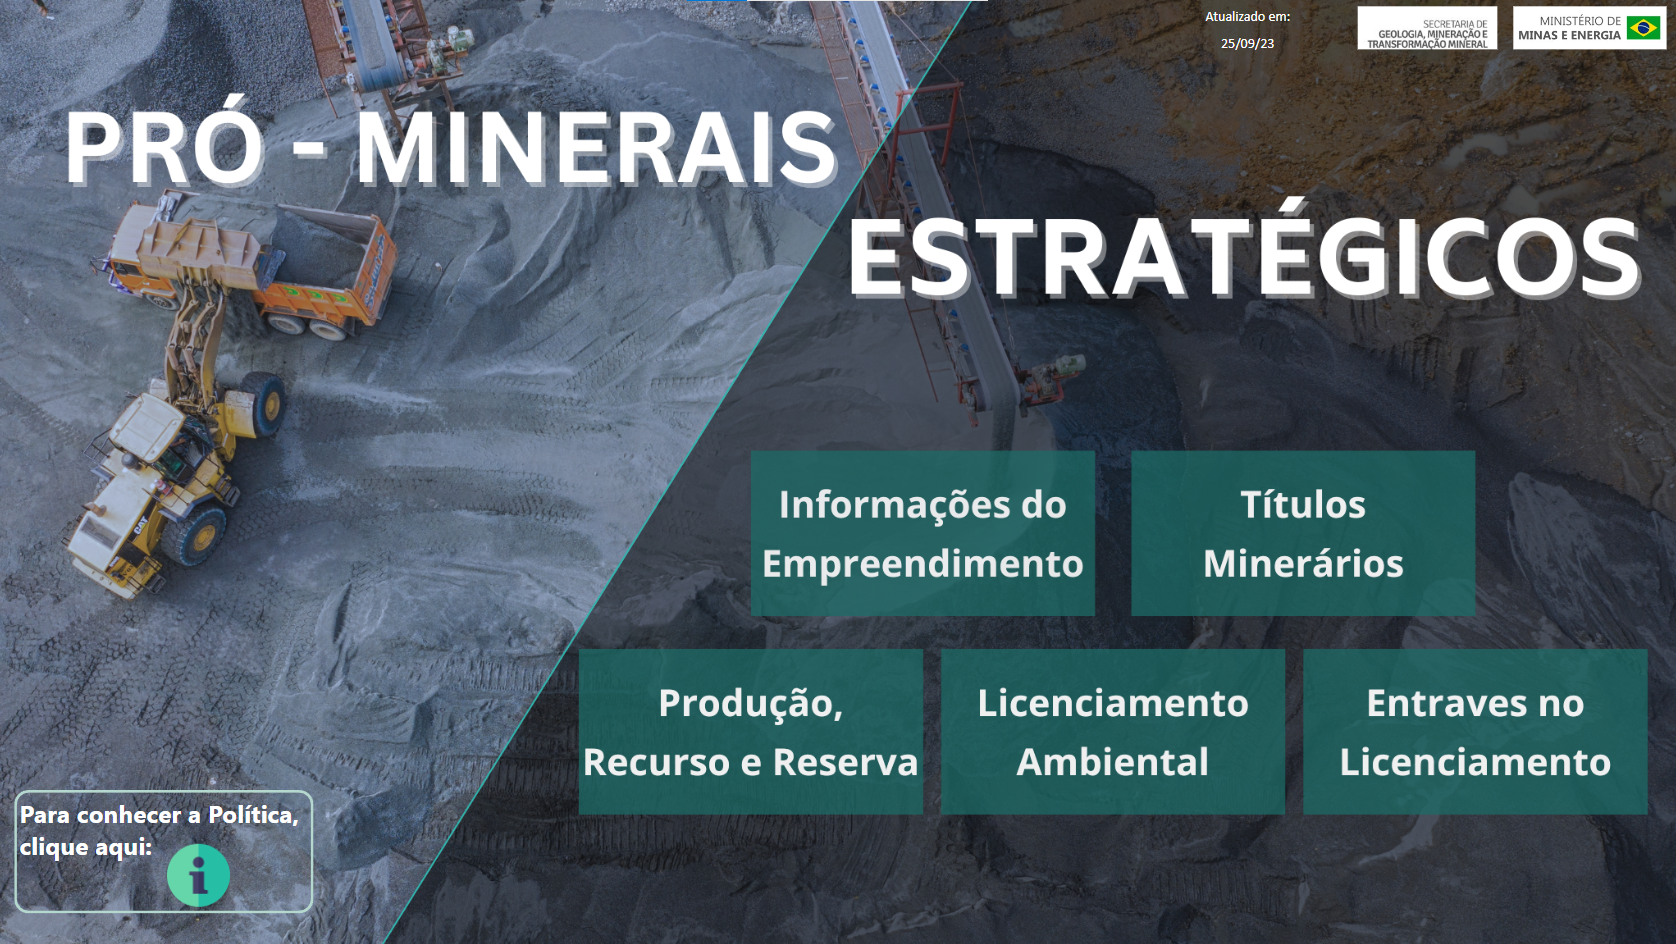 Atualizado em:
25/09/23
SECRETARIA DE
GEOLOGIA, MINERAÇÃO E
TRANSFORMAÇÃO MINERAL
MINISTÉRIO DE
MINAS E ENERGIA
PRÓ - MINERAIS
ESTRATÉGICOS
CAT
Informações do
Empreendimento
Títulos
Minerários
Produção,
Recurso e Reserva
Licenciamento
Ambiental
Entraves no
Licenciamento
Para conhecer a Política,
clique aqui:
i